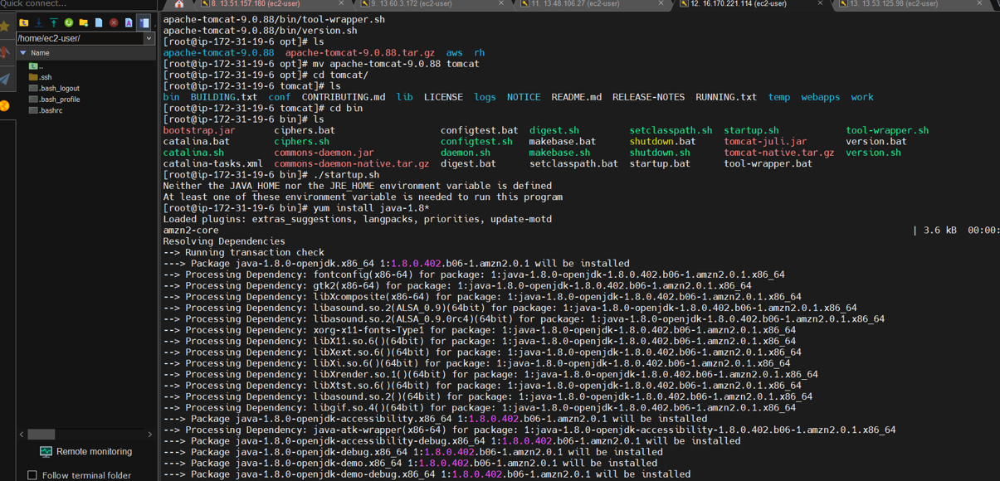 Quick connect...
8. 13.51.157.180 (ec2-user)
9. 13.60.3.172 (ec2-user)
11. 13.48.106.27 (ec2-user)
12. 16.170.221.114 (ec2-user)
13. 13.53.125.98 (ec2-user)
/home/ec2-user/
Name
..
.ssh
.bash_logout
.bash_profile
.bashrc
Remote monitoring
Follow terminal folder
apache-tomcat-9.0.88/bin/tool-wrapper.sh
apache-tomcat-9.0.88/bin/version.sh
[root@ip-172-31-19-6 opt]# ls
apache-tomcat-9.0.88  apache-tomcat-9.0.88.tar.gz  aws  rh
[root@ip-172-31-19-6 opt]# mv apache-tomcat-9.0.88 tomcat
[root@ip-172-31-19-6 opt]# cd tomcat/
[root@ip-172-31-19-6 tomcat]# ls
bin  BUILDING.txt  conf  CONTRIBUTING.md  lib  LICENSE  logs  NOTICE  README.md  RELEASE-NOTES  RUNNING.txt  temp  webapps  work
[root@ip-172-31-19-6 tomcat]# cd bin
[root@ip-172-31-19-6 bin]# ls
bootstrap.jar       ciphers.bat                   configtest.bat  digest.sh         setclasspath.sh  startup.sh            tool-wrapper.sh
catalina.bat        ciphers.sh                    configtest.sh   makebase.bat      shutdown.bat     tomcat-juli.jar       version.bat
catalina.sh         commons-daemon.jar            daemon.sh       makebase.sh       shutdown.sh      tomcat-native.tar.gz  version.sh
catalina-tasks.xml  commons-daemon-native.tar.gz  digest.bat      setclasspath.bat  startup.bat      tool-wrapper.bat
[root@ip-172-31-19-6 bin]# ./startup.sh
Neither the JAVA_HOME nor the JRE_HOME environment variable is defined
At least one of these environment variable is needed to run this program
[root@ip-172-31-19-6 bin]# yum install java-1.8*
Loaded plugins: extras_suggestions, langpacks, priorities, update-motd
amzn2-core | 3.6 kB  00:00:
Resolving Dependencies
--> Running transaction check
---> Package java-1.8.0-openjdk.x86_64 1:1.8.0.402.b06-1.amzn2.0.1 will be installed
--> Processing Dependency: fontconfig(x86-64) for package: 1:java-1.8.0-openjdk-1.8.0.402.b06-1.amzn2.0.1.x86_64
--> Processing Dependency: gtk2(x86-64) for package: 1:java-1.8.0-openjdk-1.8.0.402.b06-1.amzn2.0.1.x86_64
--> Processing Dependency: libXcomposite(x86-64) for package: 1:java-1.8.0-openjdk-1.8.0.402.b06-1.amzn2.0.1.x86_64
--> Processing Dependency: libasound.so.2(ALSA_0.9)(64bit) for package: 1:java-1.8.0-openjdk-1.8.0.402.b06-1.amzn2.0.1.x86_64
--> Processing Dependency: libasound.so.2(ALSA_0.9.0rc4)(64bit) for package: 1:java-1.8.0-openjdk-1.8.0.402.b06-1.amzn2.0.1.x86_64
--> Processing Dependency: xorg-x11-fonts-Type1 for package: 1:java-1.8.0-openjdk-1.8.0.402.b06-1.amzn2.0.1.x86_64
--> Processing Dependency: libX11.so.6()(64bit) for package: 1:java-1.8.0-openjdk-1.8.0.402.b06-1.amzn2.0.1.x86_64
--> Processing Dependency: libXext.so.6()(64bit) for package: 1:java-1.8.0-openjdk-1.8.0.402.b06-1.amzn2.0.1.x86_64
--> Processing Dependency: libXi.so.6()(64bit) for package: 1:java-1.8.0-openjdk-1.8.0.402.b06-1.amzn2.0.1.x86_64
--> Processing Dependency: libXrender.so.1()(64bit) for package: 1:java-1.8.0-openjdk-1.8.0.402.b06-1.amzn2.0.1.x86_64
--> Processing Dependency: libXtst.so.6()(64bit) for package: 1:java-1.8.0-openjdk-1.8.0.402.b06-1.amzn2.0.1.x86_64
--> Processing Dependency: libasound.so.2()(64bit) for package: 1:java-1.8.0-openjdk-1.8.0.402.b06-1.amzn2.0.1.x86_64
--> Processing Dependency: libgif.so.4()(64bit) for package: 1:java-1.8.0-openjdk-1.8.0.402.b06-1.amzn2.0.1.x86_64
---> Package java-1.8.0-openjdk-accessibility.x86_64 1:1.8.0.402.b06-1.amzn2.0.1 will be installed
--> Processing Dependency: java-atk-wrapper(x86-64) for package: 1:java-1.8.0-openjdk-accessibility-1.8.0.402.b06-1.amzn2.0.1.x86_64
---> Package java-1.8.0-openjdk-accessibility-debug.x86_64 1:1.8.0.402.b06-1.amzn2.0.1 will be installed
---> Package java-1.8.0-openjdk-debug.x86_64 1:1.8.0.402.b06-1.amzn2.0.1 will be installed
---> Package java-1.8.0-openjdk-demo.x86_64 1:1.8.0.402.b06-1.amzn2.0.1 will be installed
---> Package java-1.8.0-openjdk-demo-debug.x86_64 1:1.8.0.402.b06-1.amzn2.0.1 will be installed